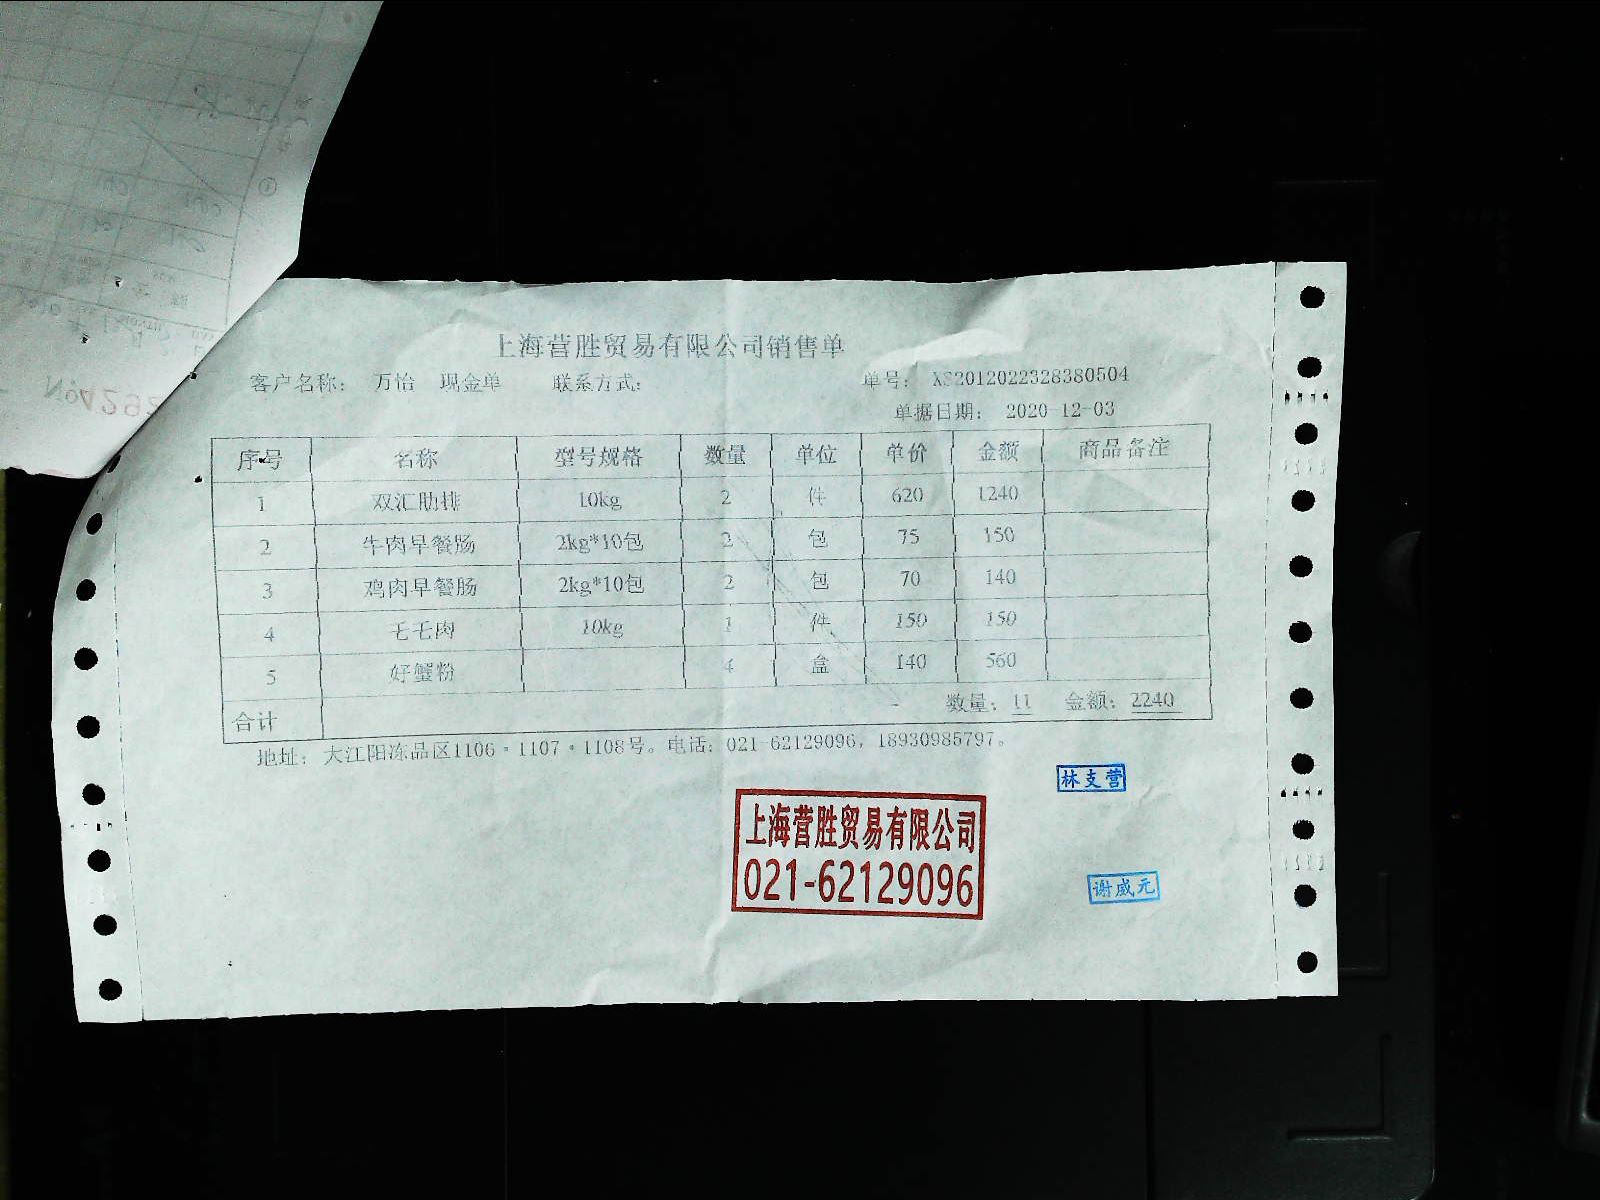 上海营胜贸易有限公司销售单
客户名称: 万怡 现金单 联系方式: 单号: XS2012022328380504
单据日期: 2020-12-03
序号 名称 型号规格 数量 单位 单价 金额 商品备注
1 双汇肋排 10kg 2 件 620 1240
2 牛肉早餐肠 2kg*10包 2 包 75 150
3 鸡肉早餐肠 2kg*10包 2 包 70 140
4 七七肉 10kg 1 件 150 150
5 好蟹粉 4 盒 140 560
合计 数量: 11 金额: 2240
地址: 大江阳冻品区1106·1107·1108号。电话: 021-62129096, 18930985797。
林支营
上海营胜贸易有限公司
021-62129096
谢威元